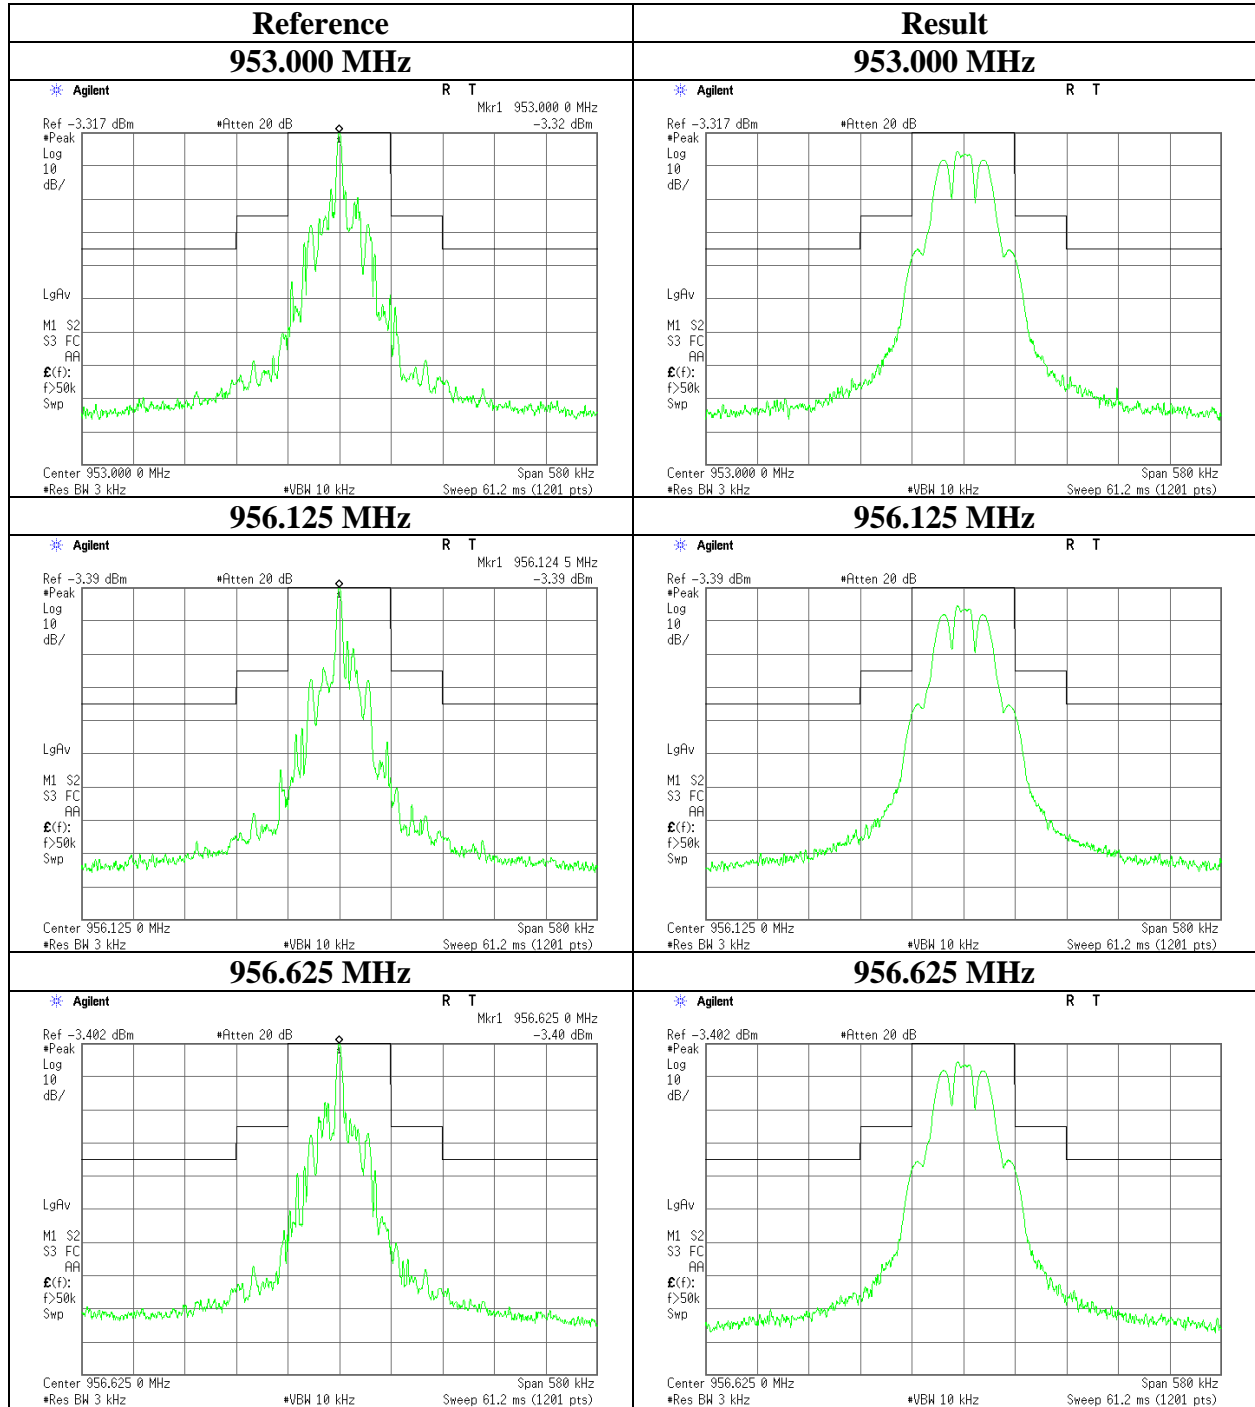 Reference Result
953.000 MHz 953.000 MHz
Agilent R T
Mkr1 953.000 0 MHz
Ref -3.317 dBm #Atten 20 dB -3.32 dBm
#Peak
Log
10
dB/
1
LgAv
M1 S2
S3 FC
AA
£(f):
f>50k
Swp
Center 953.000 0 MHz Span 580 kHz
#Res BW 3 kHz #VBW 10 kHz Sweep 61.2 ms (1201 pts)
Agilent R T
Ref -3.317 dBm #Atten 20 dB
#Peak
Log
10
dB/
LgAv
M1 S2
S3 FC
AA
£(f):
f>50k
Swp
Center 953.000 0 MHz Span 580 kHz
#Res BW 3 kHz #VBW 10 kHz Sweep 61.2 ms (1201 pts)
956.125 MHz 956.125 MHz
Agilent R T
Mkr1 956.124 5 MHz
Ref -3.39 dBm #Atten 20 dB -3.39 dBm
#Peak
Log
10
dB/
1
LgAv
M1 S2
S3 FC
AA
£(f):
f>50k
Swp
Center 956.125 0 MHz Span 580 kHz
#Res BW 3 kHz #VBW 10 kHz Sweep 61.2 ms (1201 pts)
Agilent R T
Ref -3.39 dBm #Atten 20 dB
#Peak
Log
10
dB/
LgAv
M1 S2
S3 FC
AA
£(f):
f>50k
Swp
Center 956.125 0 MHz Span 580 kHz
#Res BW 3 kHz #VBW 10 kHz Sweep 61.2 ms (1201 pts)
956.625 MHz 956.625 MHz
Agilent R T
Mkr1 956.625 0 MHz
Ref -3.402 dBm #Atten 20 dB -3.40 dBm
#Peak
Log
10
dB/
1
LgAv
M1 S2
S3 FC
AA
£(f):
f>50k
Swp
Center 956.625 0 MHz Span 580 kHz
#Res BW 3 kHz #VBW 10 kHz Sweep 61.2 ms (1201 pts)
Agilent R T
Ref -3.402 dBm #Atten 20 dB
#Peak
Log
10
dB/
LgAv
M1 S2
S3 FC
AA
£(f):
f>50k
Swp
Center 956.625 0 MHz Span 580 kHz
#Res BW 3 kHz #VBW 10 kHz Sweep 61.2 ms (1201 pts)